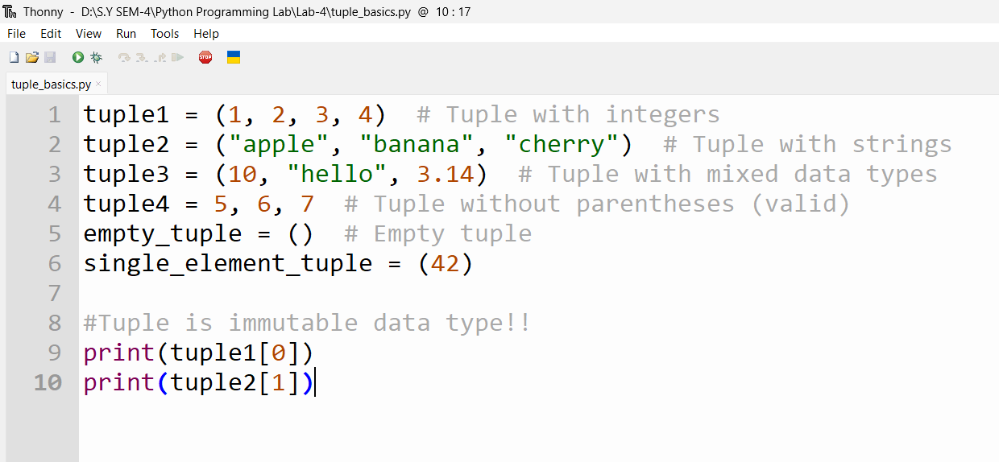 Thonny - D:\S.Y SEM-4\Python Programming Lab\Lab-4\tuple_basics.py @ 10 : 17
File Edit View Run Tools Help
STOP
tuple_basics.py ×
1 tuple1 = (1, 2, 3, 4)  # Tuple with integers
2 tuple2 = ("apple", "banana", "cherry")  # Tuple with strings
3 tuple3 = (10, "hello", 3.14)  # Tuple with mixed data types
4 tuple4 = 5, 6, 7  # Tuple without parentheses (valid)
5 empty_tuple = ()  # Empty tuple
6 single_element_tuple = (42)
7
8 #Tuple is immutable data type!!
9 print(tuple1[0])
10 print(tuple2[1])